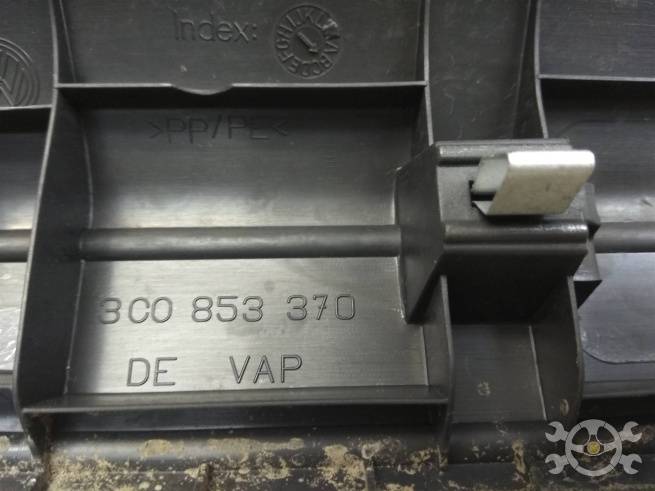 Index:
>PP/PE<
3C0 853 370
DE VAP